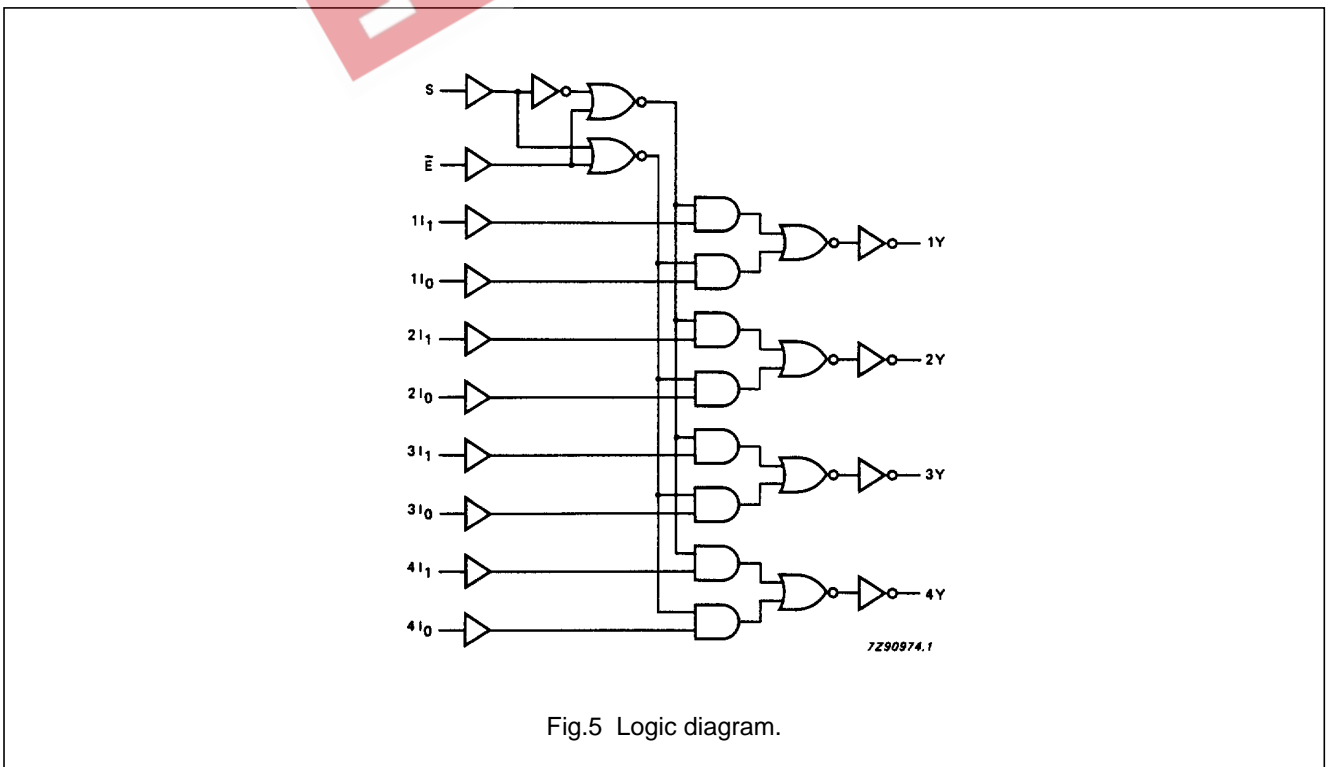 S
E̅
1I₁
1I₀
1Y
2I₁
2I₀
2Y
3I₁
3I₀
3Y
4I₁
4I₀
4Y
7Z90974.1
Fig.5 Logic diagram.